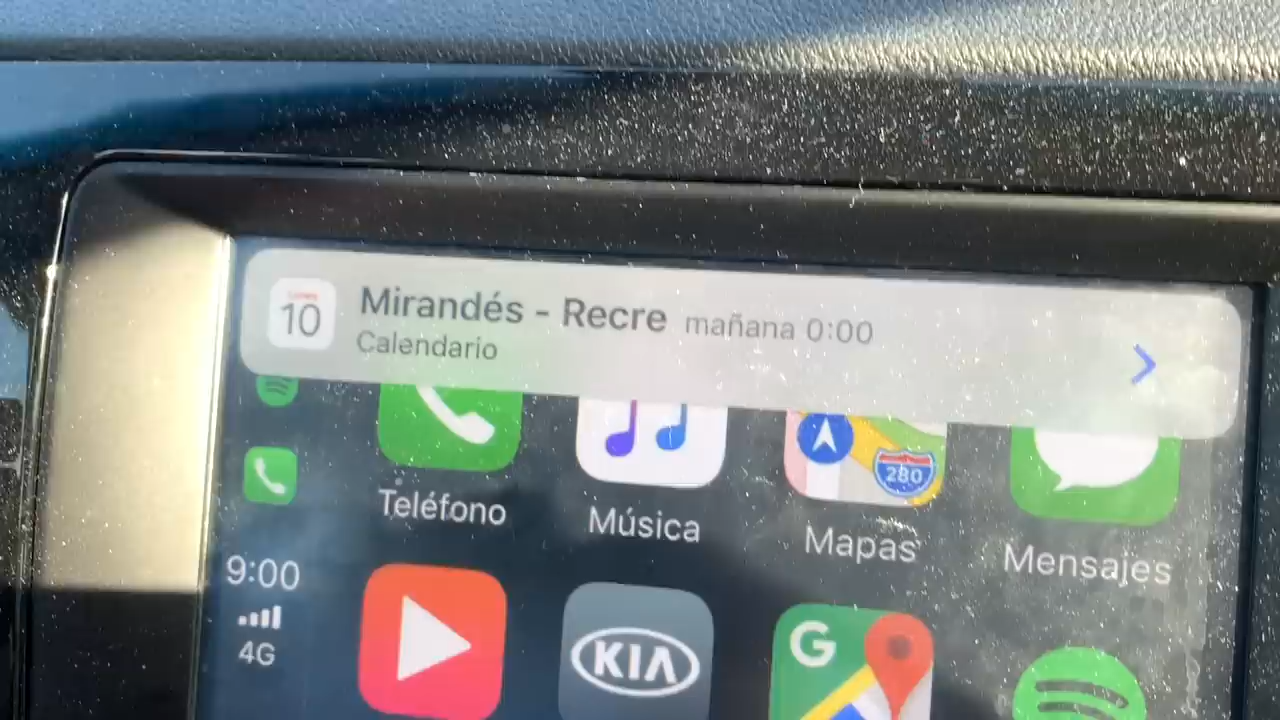 10
Mirandés - Recre mañana 0:00
Calendario
280
Teléfono
Música
Mapas
Mensajes
9:00
4G
KIA
G